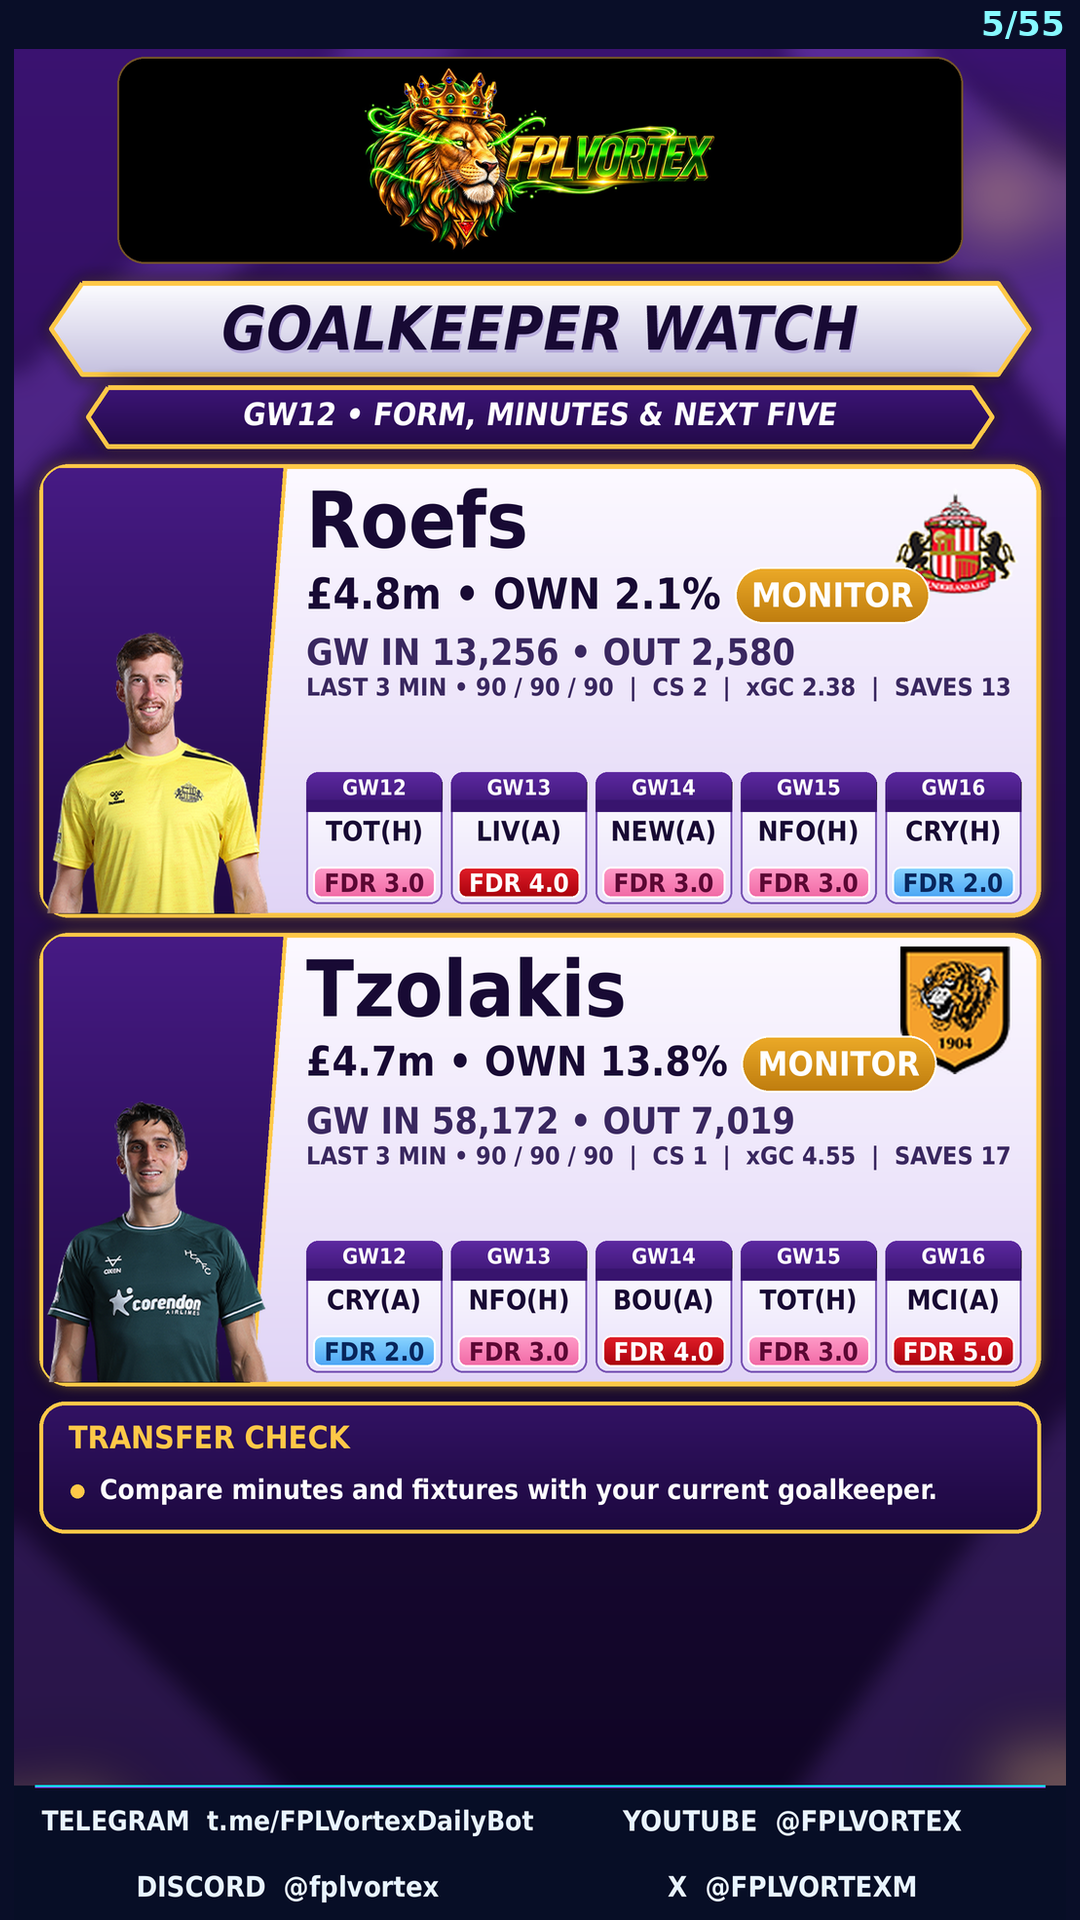 5/55
FPLVORTEX
GOALKEEPER WATCH
GW12 • FORM, MINUTES & NEXT FIVE
Roefs
£4.8m • OWN 2.1% MONITOR
GW IN 13,256 • OUT 2,580
LAST 3 MIN • 90 / 90 / 90 | CS 2 | xGC 2.38 | SAVES 13
GW12 GW13 GW14 GW15 GW16
TOT(H) LIV(A) NEW(A) NFO(H) CRY(H)
FDR 3.0 FDR 4.0 FDR 3.0 FDR 3.0 FDR 2.0
Tzolakis
1904
£4.7m • OWN 13.8% MONITOR
GW IN 58,172 • OUT 7,019
LAST 3 MIN • 90 / 90 / 90 | CS 1 | xGC 4.55 | SAVES 17
corendon
AIRLINES
GW12 GW13 GW14 GW15 GW16
CRY(A) NFO(H) BOU(A) TOT(H) MCI(A)
FDR 2.0 FDR 3.0 FDR 4.0 FDR 3.0 FDR 5.0
TRANSFER CHECK
• Compare minutes and fixtures with your current goalkeeper.
TELEGRAM t.me/FPLVortexDailyBot YOUTUBE @FPLVORTEX
DISCORD @fplvortex X @FPLVORTEXM